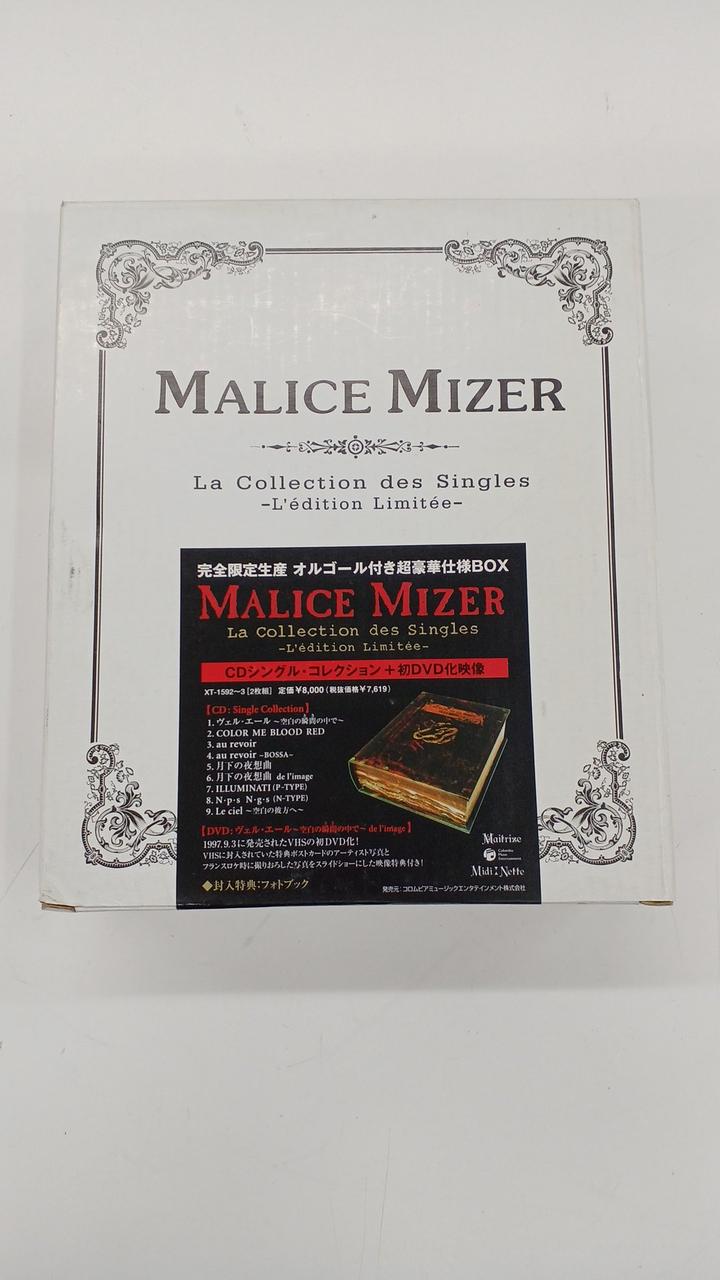 MALICE MIZER
La Collection des Singles
-L'édition Limitée-
完全限定生産 オルゴール付き超豪華仕様BOX
MALICE MIZER
La Collection des Singles
-L'édition Limitée-
CDシングル・コレクション+初DVD化映像
XT-1592〜3 [2枚組] 定価¥8,000 (税抜価格¥7,619)
【CD : Single Collection】
1. ヴェル・エール 〜空白の瞬間の中で〜
2. COLOR ME BLOOD RED
3. au revoir
4. au revoir 〜BOSSA〜
5. 月下の夜想曲
6. 月下の夜想曲 de l'image
7. ILLUMINATI (P-TYPE)
8. N・p・s N・g・s (N-TYPE)
9. Le ciel 〜空白の彼方へ〜
【DVD : ヴェル・エール〜空白の瞬間の中で〜 de l'image】
1997.9.3に発売されたVHSの初DVD化!
VHSに封入されていた特典ポストカードのアーティスト写真と
フランスロケ時に撮りおろした写真をスライドショーにした映像特典付き!
◆封入特典:フォトブック
Maitrize
Midi:Nette
発売元:コロムビアミュージックエンタテインメント株式会社